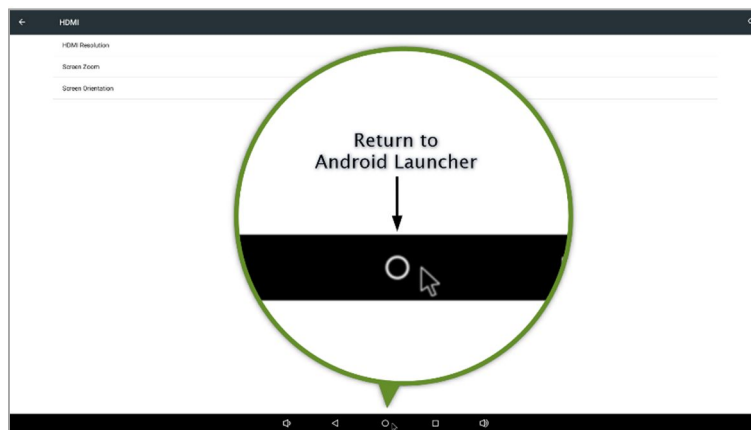 HDMI
HDMI Resolution
Screen Zoom
Screen Orientation
Return to
Android Launcher